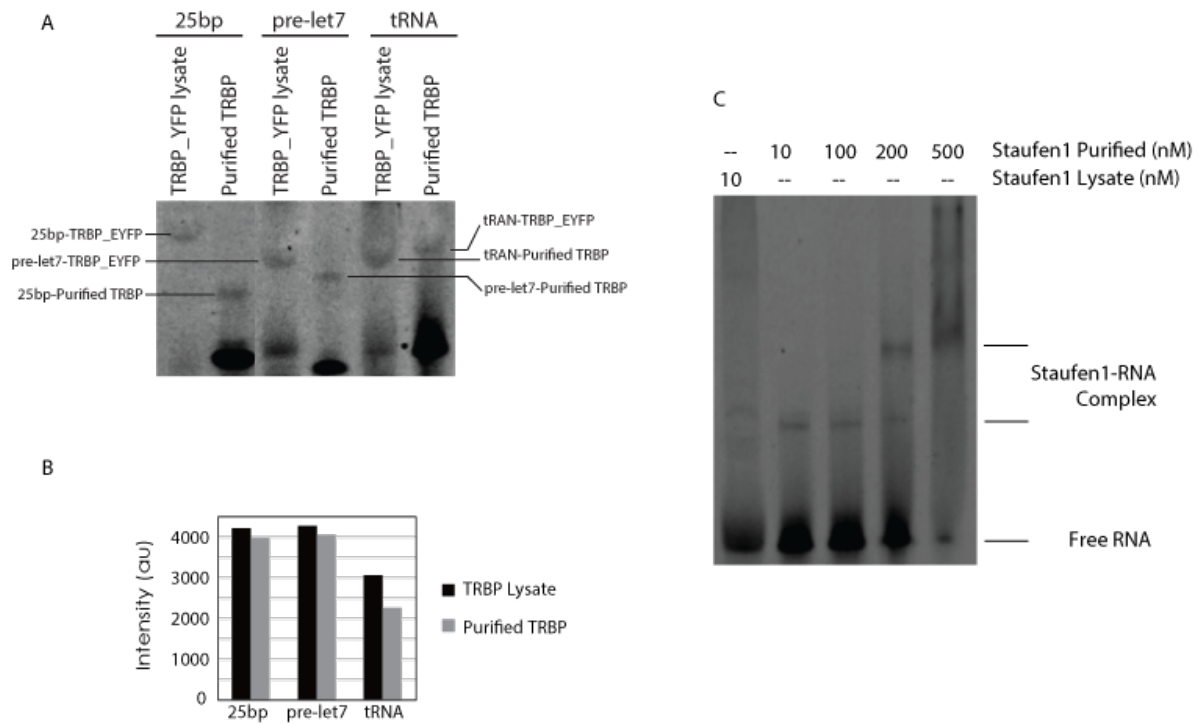 A
25bp
pre-let7
tRNA
TRBP_YFP lysate
Purified TRBP
TRBP_YFP lysate
Purified TRBP
TRBP_YFP lysate
Purified TRBP
25bp-TRBP_EYFP
pre-let7-TRBP_EYFP
25bp-Purified TRBP
tRAN-TRBP_EYFP
tRAN-Purified TRBP
pre-let7-Purified TRBP
B
Intensity (au)
4000
3000
2000
1000
0
25bp
pre-let7
tRNA
TRBP Lysate
Purified TRBP
C
-- 10 100 200 500 Staufen1 Purified (nM)
10 -- -- -- -- Staufen1 Lysate (nM)
Staufen1-RNA
Complex
Free RNA